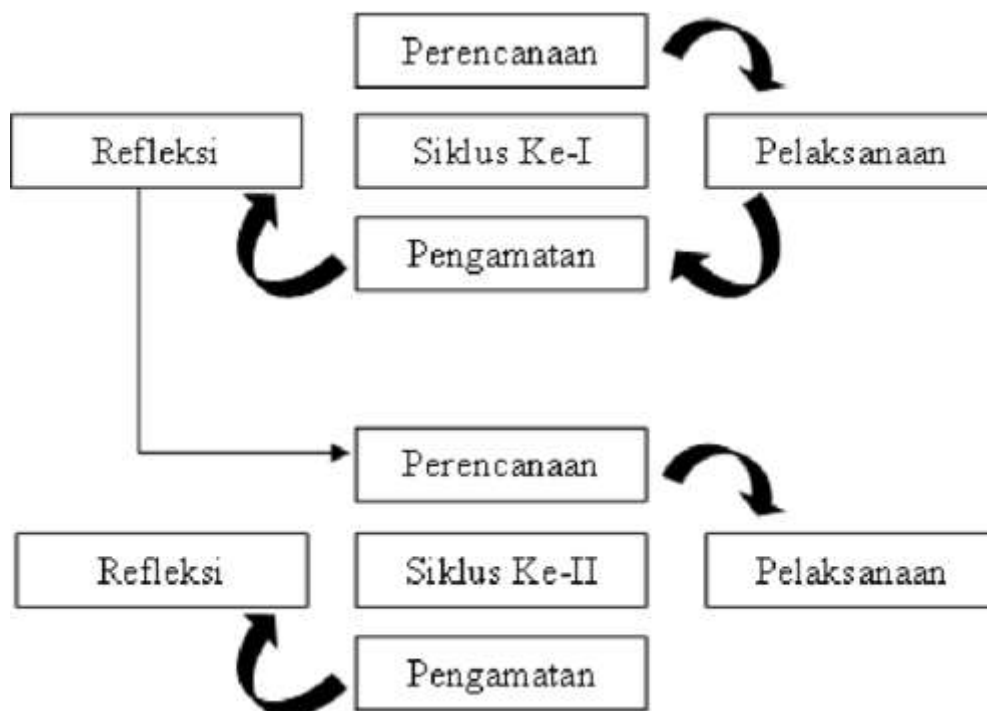 Perencanaan
Refleksi
Siklus Ke-I
Pelaksanaan
Pengamatan
Perencanaan
Refleksi
Siklus Ke-II
Pelaksanaan
Pengamatan